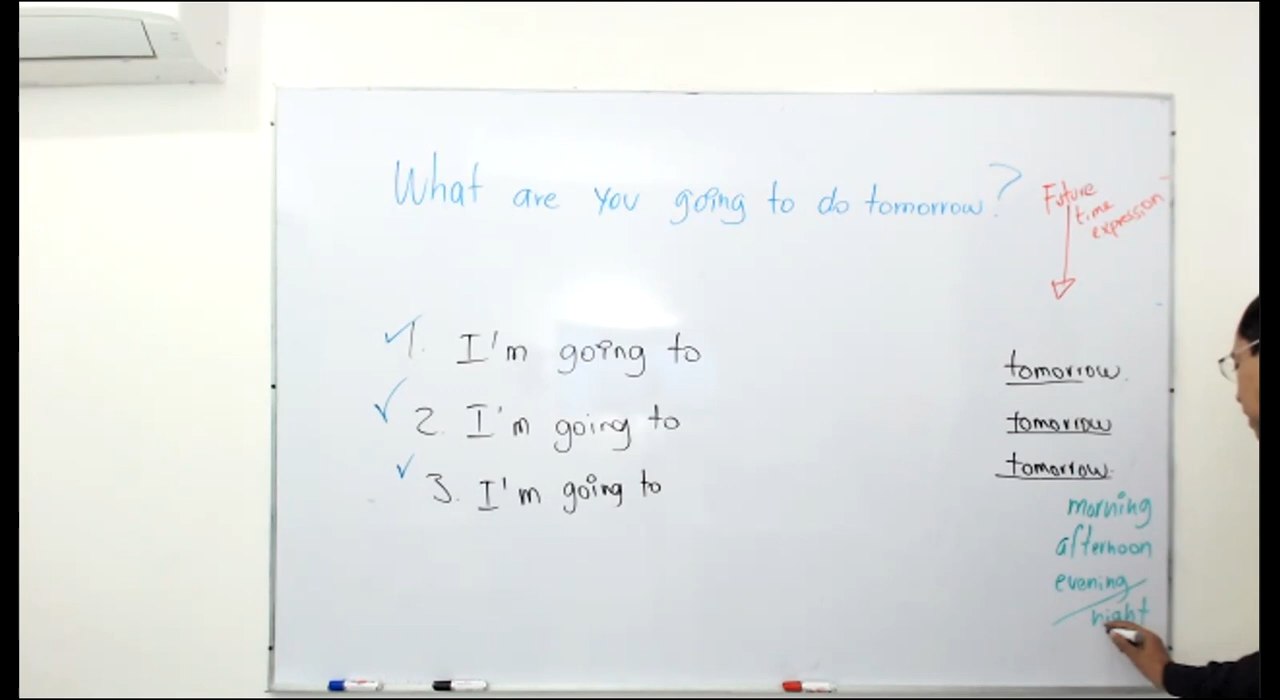 What are you going to do tomorrow?
Future
time
expression
1. I'm going to tomorrow.
2. I'm going to tomorrow
3. I'm going to tomorrow.
morning
afternoon
evening
night